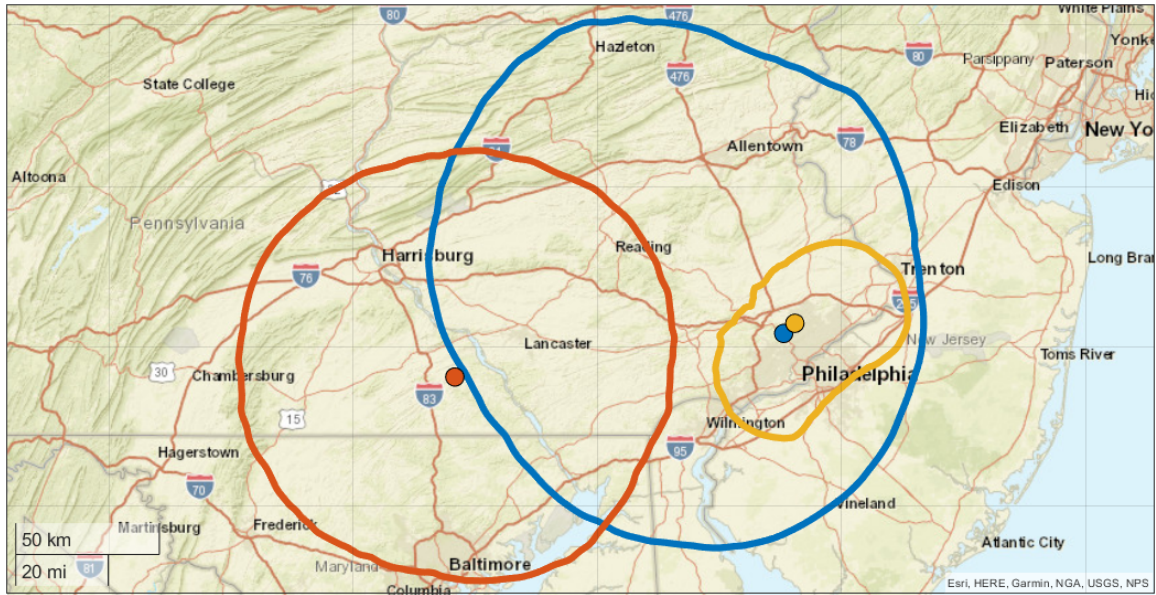 80
476
White Plains
Hazleton
Yonke
80
Parsippany
Paterson
State College
476
Elizabeth
New Yo
Allentown
78
Altoona
Edison
Pennsylvania
Reading
Harrisburg
Long Bran
Trenton
76
Lancaster
New Jersey
Toms River
30
Chambersburg
Philadelphia
83
15
Wilmington
Hagerstown
95
70
Vineland
Martinsburg
Frederick
50 km
Atlantic City
20 mi
81
Maryland
Baltimore
Columbia
Esri, HERE, Garmin, NGA, USGS, NPS